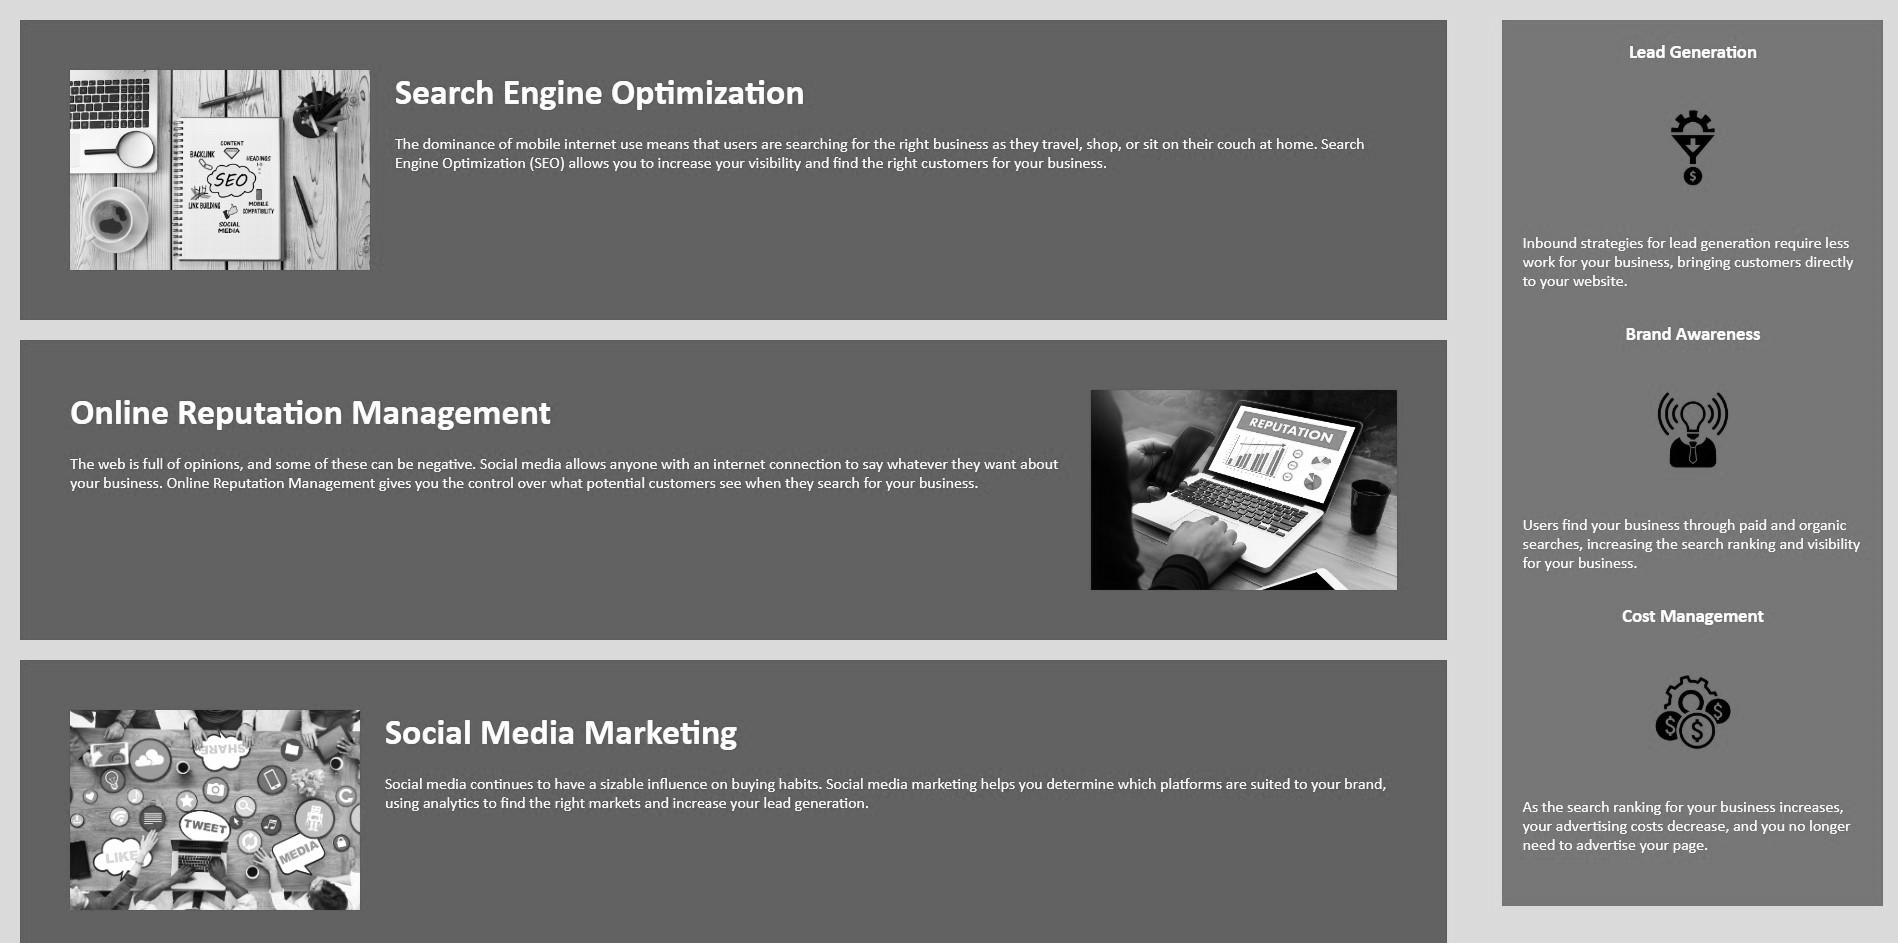 Search Engine Optimization
The dominance of mobile internet use means that users are searching for the right business as they travel, shop, or sit on their couch at home. Search
Engine Optimization (SEO) allows you to increase your visibility and find the right customers for your business.
CONTENT
BACKLINK
HEADINGS
SEO
LINK BUILDING
MOBILE
COMPATIBILITY
SOCIAL
MEDIA
Online Reputation Management
The web is full of opinions, and some of these can be negative. Social media allows anyone with an internet connection to say whatever they want about
your business. Online Reputation Management gives you the control over what potential customers see when they search for your business.
REPUTATION
Social Media Marketing
Social media continues to have a sizable influence on buying habits. Social media marketing helps you determine which platforms are suited to your brand,
using analytics to find the right markets and increase your lead generation.
SHARE
TWEET
LIKE
MEDIA
Lead Generation
$
Inbound strategies for lead generation require less
work for your business, bringing customers directly
to your website.
Brand Awareness
Users find your business through paid and organic
searches, increasing the search ranking and visibility
for your business.
Cost Management
$ $ $
As the search ranking for your business increases,
your advertising costs decrease, and you no longer
need to advertise your page.